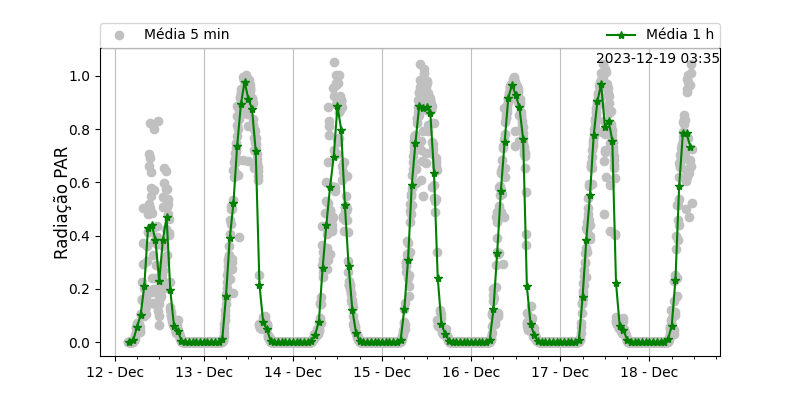 Média 5 min
Média 1 h
2023-12-19 03:35
Radiação PAR
1.0
0.8
0.6
0.4
0.2
0.0
12 - Dec
13 - Dec
14 - Dec
15 - Dec
16 - Dec
17 - Dec
18 - Dec